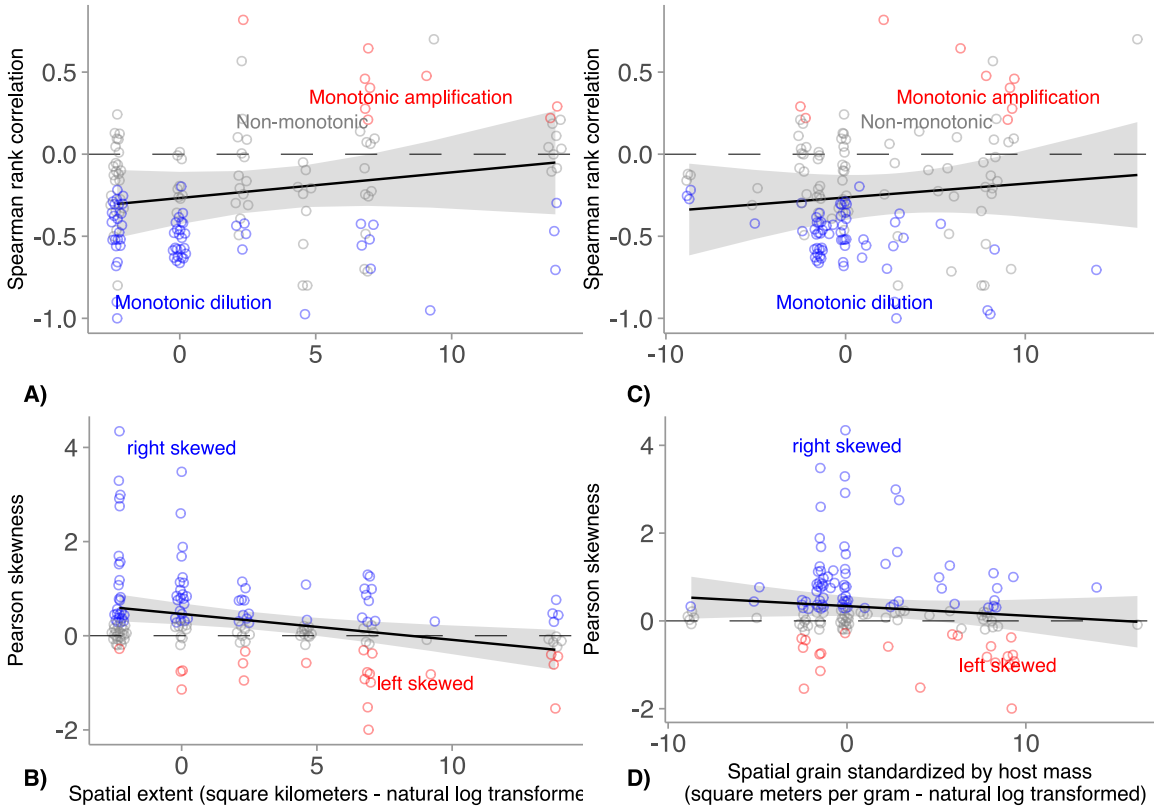 Spearman rank correlation
0.5
0.0
-0.5
-1.0
Monotonic amplification
Non-monotonic
Monotonic dilution
0
5
10
A)
Spearman rank correlation
0.5
0.0
-0.5
-1.0
Monotonic amplification
Non-monotonic
Monotonic dilution
-10
0
10
C)
Pearson skewness
4
2
0
-2
right skewed
left skewed
0
5
10
B)
Spatial extent (square kilometers - natural log transforme
Pearson skewness
4
2
0
-2
right skewed
left skewed
-10
0
10
D)
Spatial grain standardized by host mass
(square meters per gram - natural log transformed)